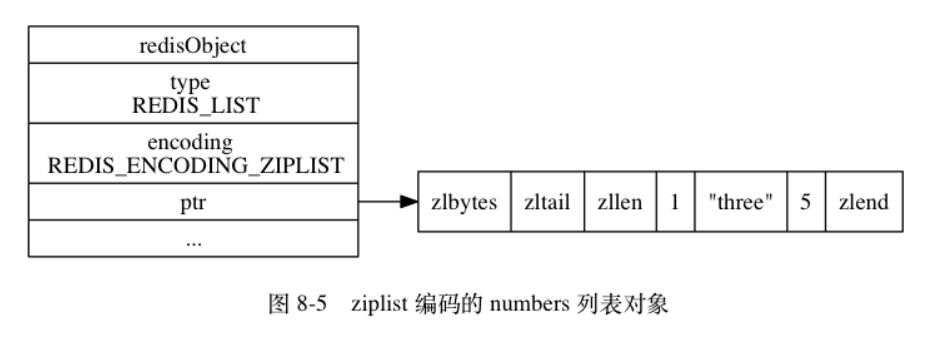 redisObject
type
REDIS_LIST
encoding
REDIS_ENCODING_ZIPLIST
ptr
...
zlbytes zltail zllen 1 "three" 5 zlend
图 8-5 ziplist 编码的 numbers 列表对象